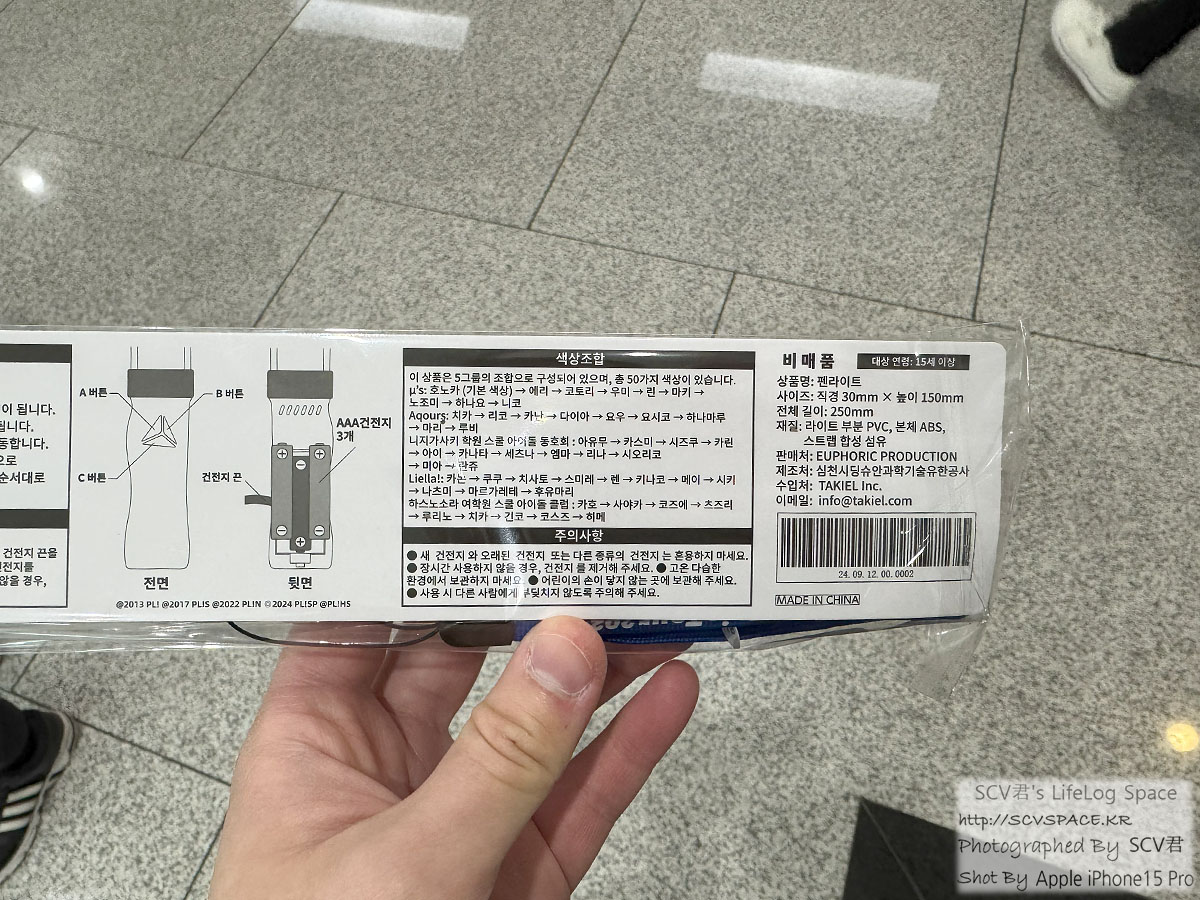 이 됩니다.
됩니다.
동합니다.
으로
순서대로
건전지 끈을
전지를
않을 경우,
A 버튼
B 버튼
C 버튼
전면
건전지 끈
AAA건전지
3개
뒷면
@2013 PL! @2017 PL!S @2022 PL!N ©2024 PL!SP @PL!HS
색상조합
이 상품은 5그룹의 조합으로 구성되어 있으며, 총 50가지 색상이 있습니다.
μ's: 호노카 (기본 색상) → 에리 → 코토리 → 우미 → 린 → 마키 →
노조미 → 하나요 → 니코
Aqours: 치카 → 리코 → 카난 → 다이아 → 요우 → 요시코 → 하나마루
→ 마리 → 루비
니지가사키 학원 스쿨 아이돌 동호회 : 아유무 → 카스미 → 시즈쿠 → 카린
→ 아이 → 카나타 → 세츠나 → 엠마 → 리나 → 시오리코
→ 미아 → 란쥬
Liella!: 카논 → 쿠쿠 → 치사토 → 스미레 → 렌 → 키나코 → 메이 → 시키
→ 나츠미 → 마르가레테 → 후유마리
하스노소라 여학원 스쿨 아이돌 클럽 : 카호 → 사야카 → 코즈에 → 츠즈리
→ 루리노 → 치카 → 긴코 → 코스즈 → 히메
주의사항
● 새 건전지 와 오래된 건전지 또는 다른 종류의 건전지 는 혼용하지 마세요.
● 장시간 사용하지 않을 경우, 건전지 를 제거해 주세요. ● 고온 다습한
환경에서 보관하지 마세요. ● 어린이의 손이 닿지 않는 곳에 보관해 주세요.
● 사용 시 다른 사람에게 부딪치지 않도록 주의해 주세요.
비매품
대상 연령: 15세 이상
상품명: 펜라이트
사이즈: 직경 30mm × 높이 150mm
전체 길이: 250mm
재질: 라이트 부분 PVC, 본체 ABS,
스트랩 합성 섬유
판매처: EUPHORIC PRODUCTION
제조처: 심천시딩슈안과학기술유한공사
수입처: TAKIEL Inc.
이메일: info@takiel.com
24. 09. 12. 00. 0002
MADE IN CHINA
SCV君's LifeLog Space
http://SCVSPACE.KR
Photographed By SCV君
Shot By Apple iPhone15 Pro